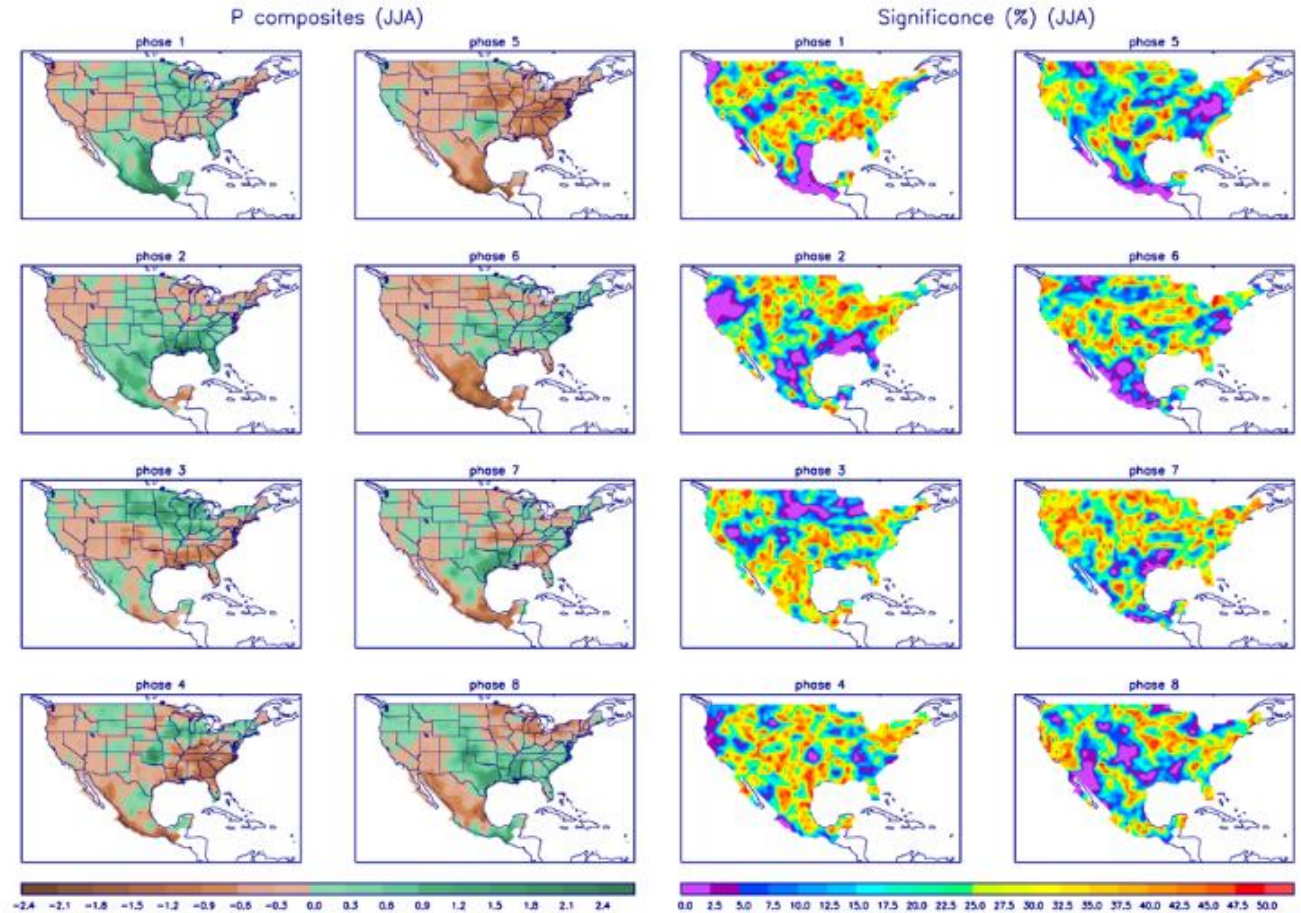 P composites (JJA)
Significance (%) (JJA)
phase 1
phase 5
phase 1
phase 5
phase 2
phase 6
phase 2
phase 6
phase 3
phase 7
phase 3
phase 7
phase 4
phase 8
phase 4
phase 8
-2.4 -2.1 -1.8 -1.5 -1.2 -0.9 -0.6 -0.3 0.0 0.3 0.6 0.9 1.2 1.5 1.8 2.1 2.4
0.0 2.5 5.0 7.5 10.0 12.5 15.0 17.5 20.0 22.5 25.0 27.5 30.0 32.5 35.0 37.5 40.0 42.5 45.0 47.5 50.0